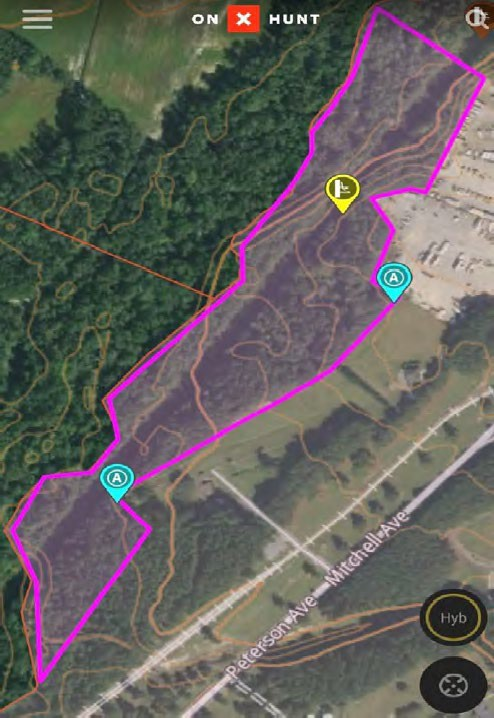 ON X HUNT
A
A
Mitchell Ave
Peterson Ave
Hyb